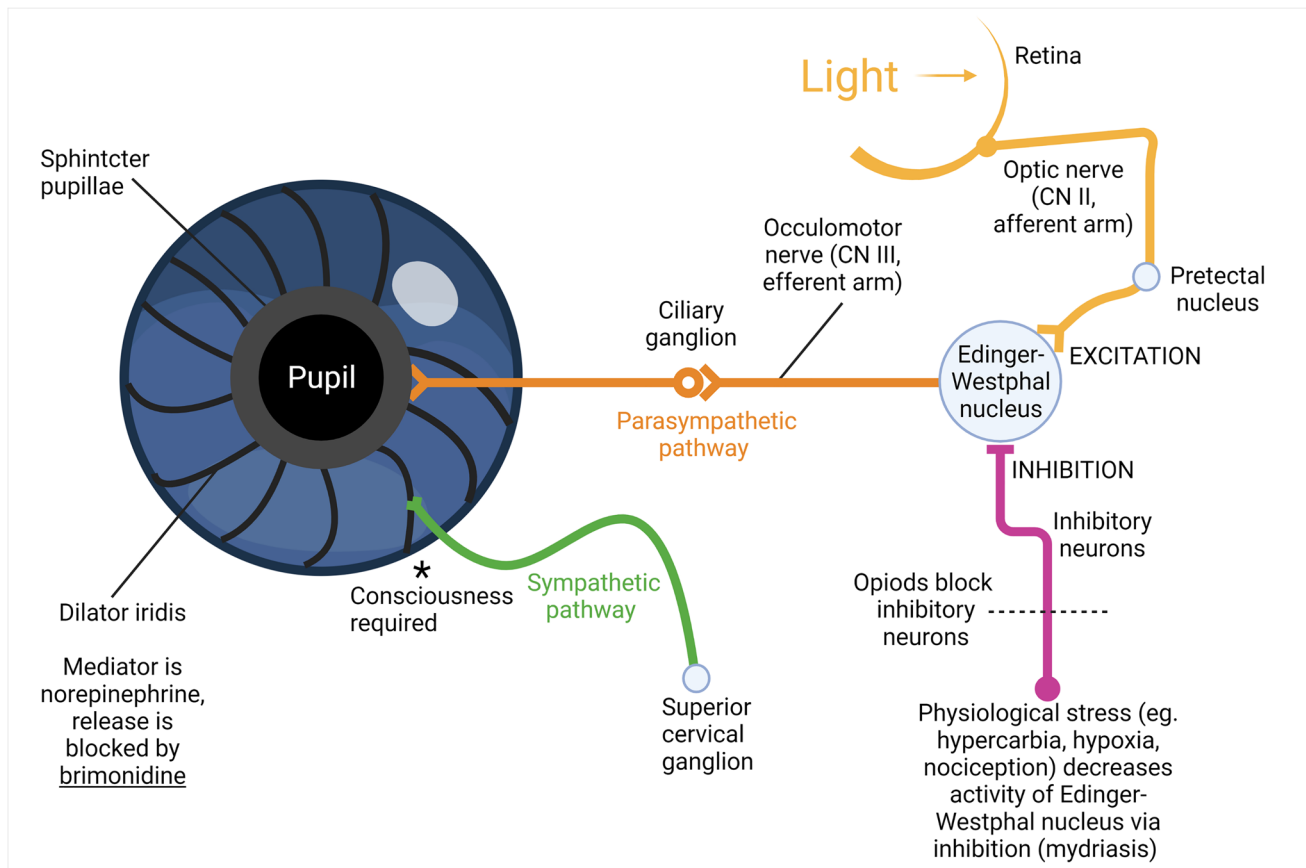 Light
Retina
Sphintcter
pupillae
Optic nerve
(CN II,
afferent arm)
Occulomotor
nerve (CN III,
efferent arm)
Pretectal
nucleus
Ciliary
ganglion
Pupil
Edinger-
Westphal
nucleus
EXCITATION
Parasympathetic
pathway
INHIBITION
Inhibitory
neurons
Opiods block
inhibitory
neurons
*
Consciousness
required
Sympathetic
pathway
Dilator iridis
Mediator is
norepinephrine,
release is
blocked by
brimonidine
Superior
cervical
ganglion
Physiological stress (eg.
hypercarbia, hypoxia,
nociception) decreases
activity of Edinger-
Westphal nucleus via
inhibition (mydriasis)